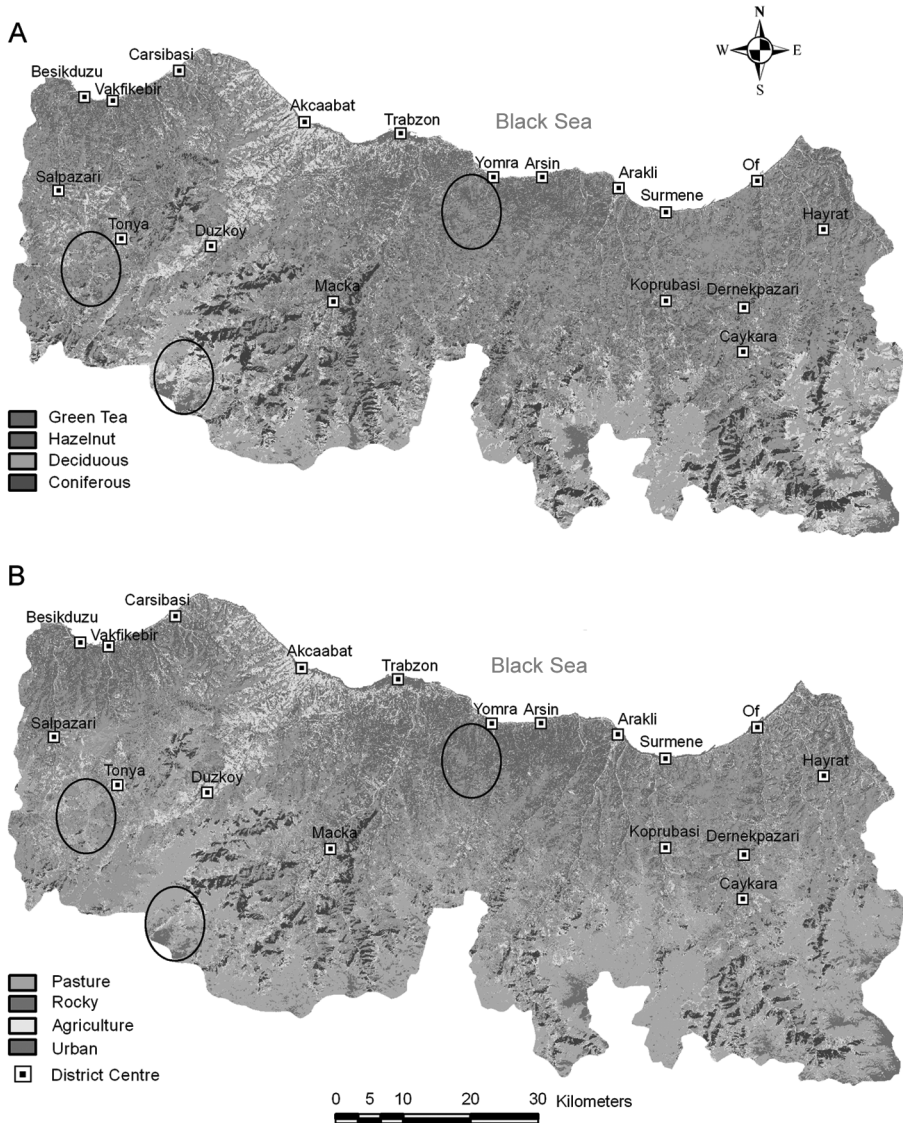 A
N
W E
S
Carsibasi
Besikduzu
Vakfikebir
Akcaabat
Trabzon
Black Sea
Yomra Arsin
Arakli
Of
Salpazari
Surmene
Tonya
Duzkoy
Hayrat
Macka
Koprubasi
Dernekpazari
Caykara
Green Tea
Hazelnut
Deciduous
Coniferous
B
Carsibasi
Besikduzu
Vakfikebir
Akcaabat
Trabzon
Black Sea
Yomra Arsin
Arakli
Of
Salpazari
Surmene
Tonya
Duzkoy
Hayrat
Macka
Koprubasi
Dernekpazari
Caykara
Pasture
Rocky
Agriculture
Urban
District Centre
0 5 10 20 30 Kilometers